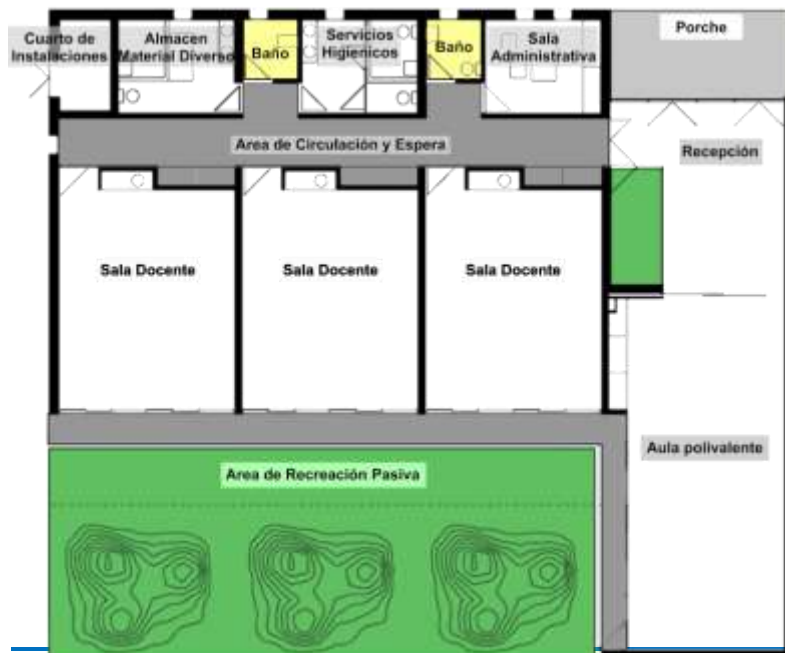 Cuarto de
Instalaciones
Almacen
Material Diverso
Baño
Servicios
Higienicos
Baño
Sala
Administrativa
Porche
Area de Circulación y Espera
Recepción
Sala Docente
Sala Docente
Sala Docente
Aula polivalente
Area de Recreación Pasiva